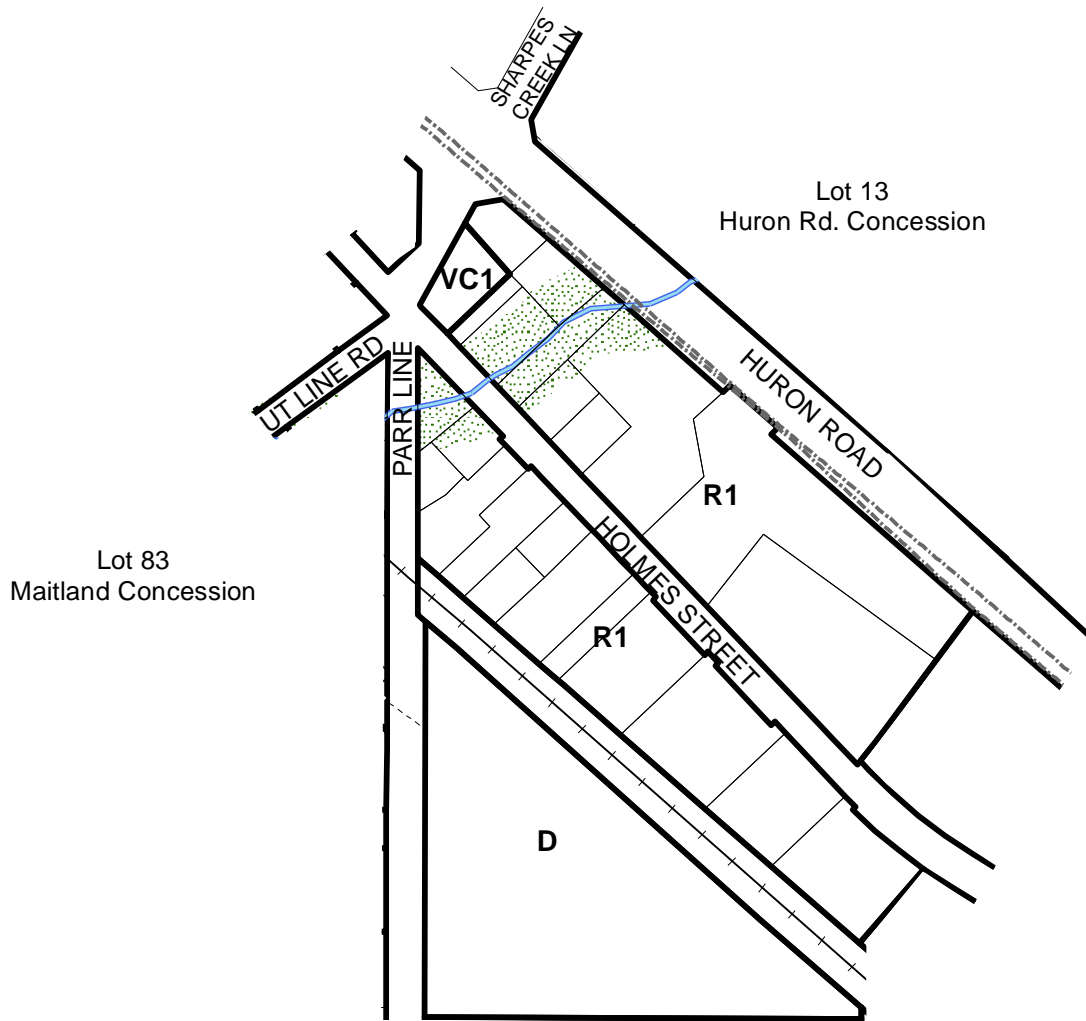 SHARPES
CREEK LN
Lot 13
Huron Rd. Concession
VC1
UT LINE RD
PARR LINE
HURON ROAD
R1
HOLMES STREET
Lot 83
Maitland Concession
R1
D